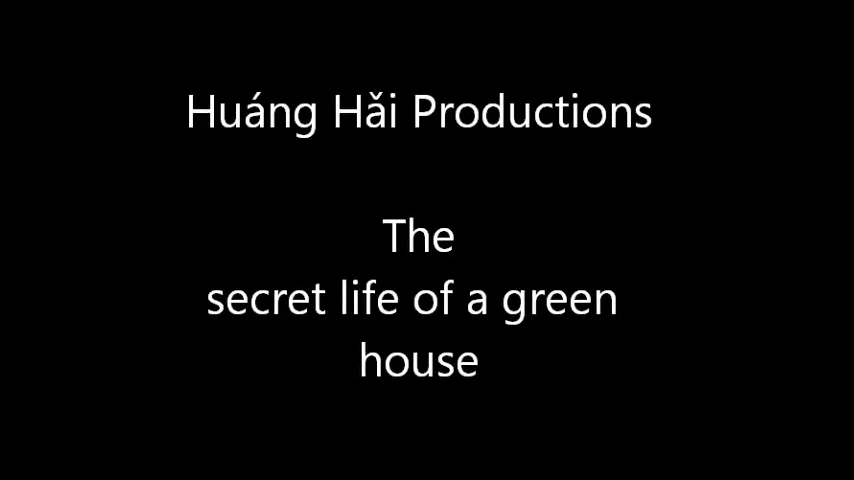 Huáng Hǎi Productions
The
secret life of a green
house